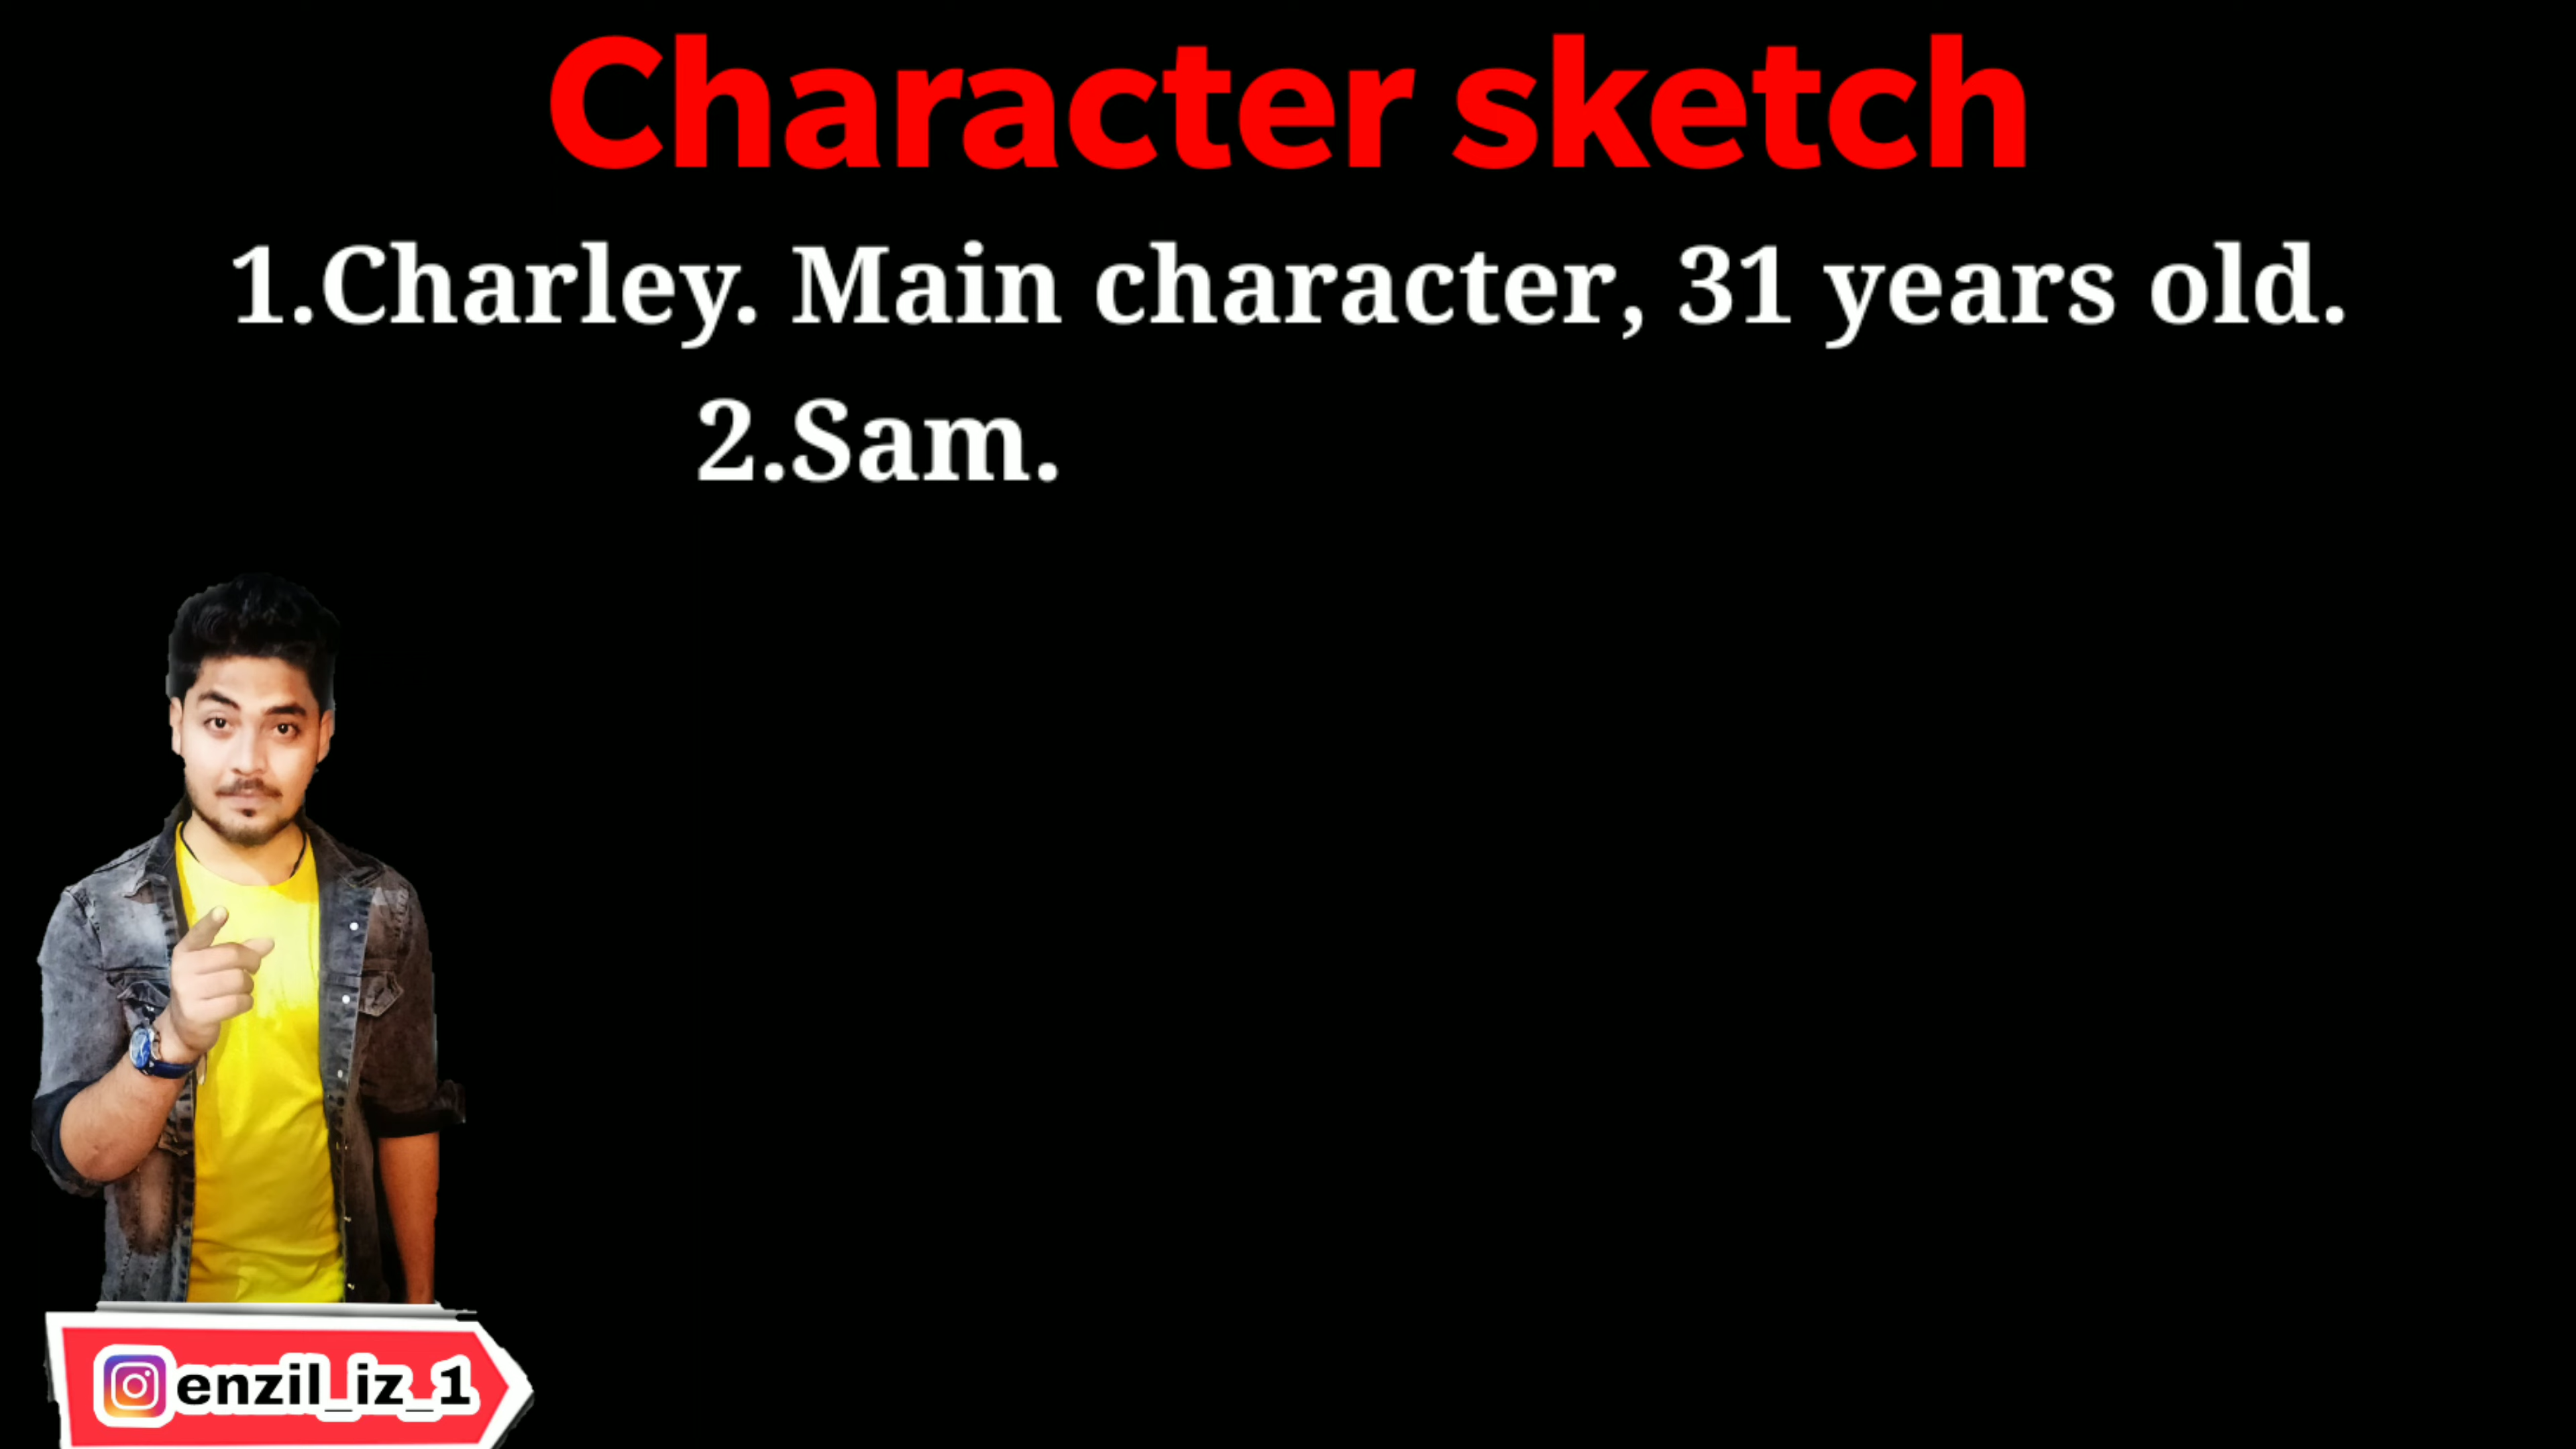 Character sketch
1.Charley. Main character, 31 years old.
2.Sam.
enzil_iz_1